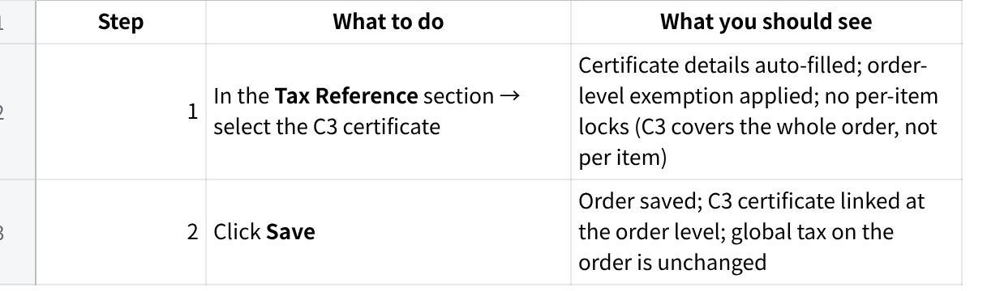 Step What to do What you should see
1
In the Tax Reference section →
select the C3 certificate
Certificate details auto-filled; order-
level exemption applied; no per-item
locks (C3 covers the whole order, not
per item)
2
Click Save
Order saved; C3 certificate linked at
the order level; global tax on the
order is unchanged